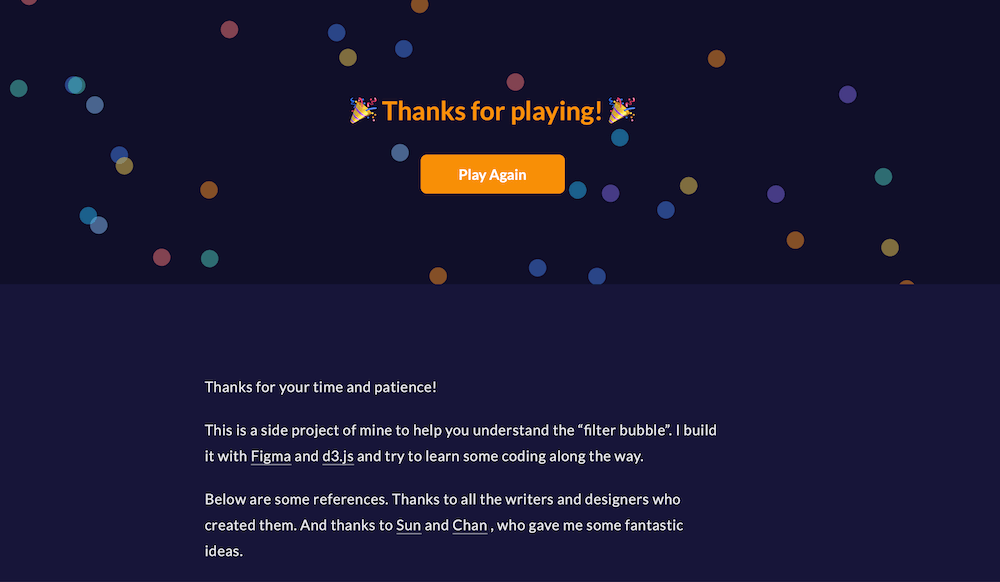 🎉 Thanks for playing! 🎉
Play Again
Thanks for your time and patience!
This is a side project of mine to help you understand the “filter bubble”. I build
it with Figma and d3.js and try to learn some coding along the way.
Below are some references. Thanks to all the writers and designers who
created them. And thanks to Sun and Chan , who gave me some fantastic
ideas.